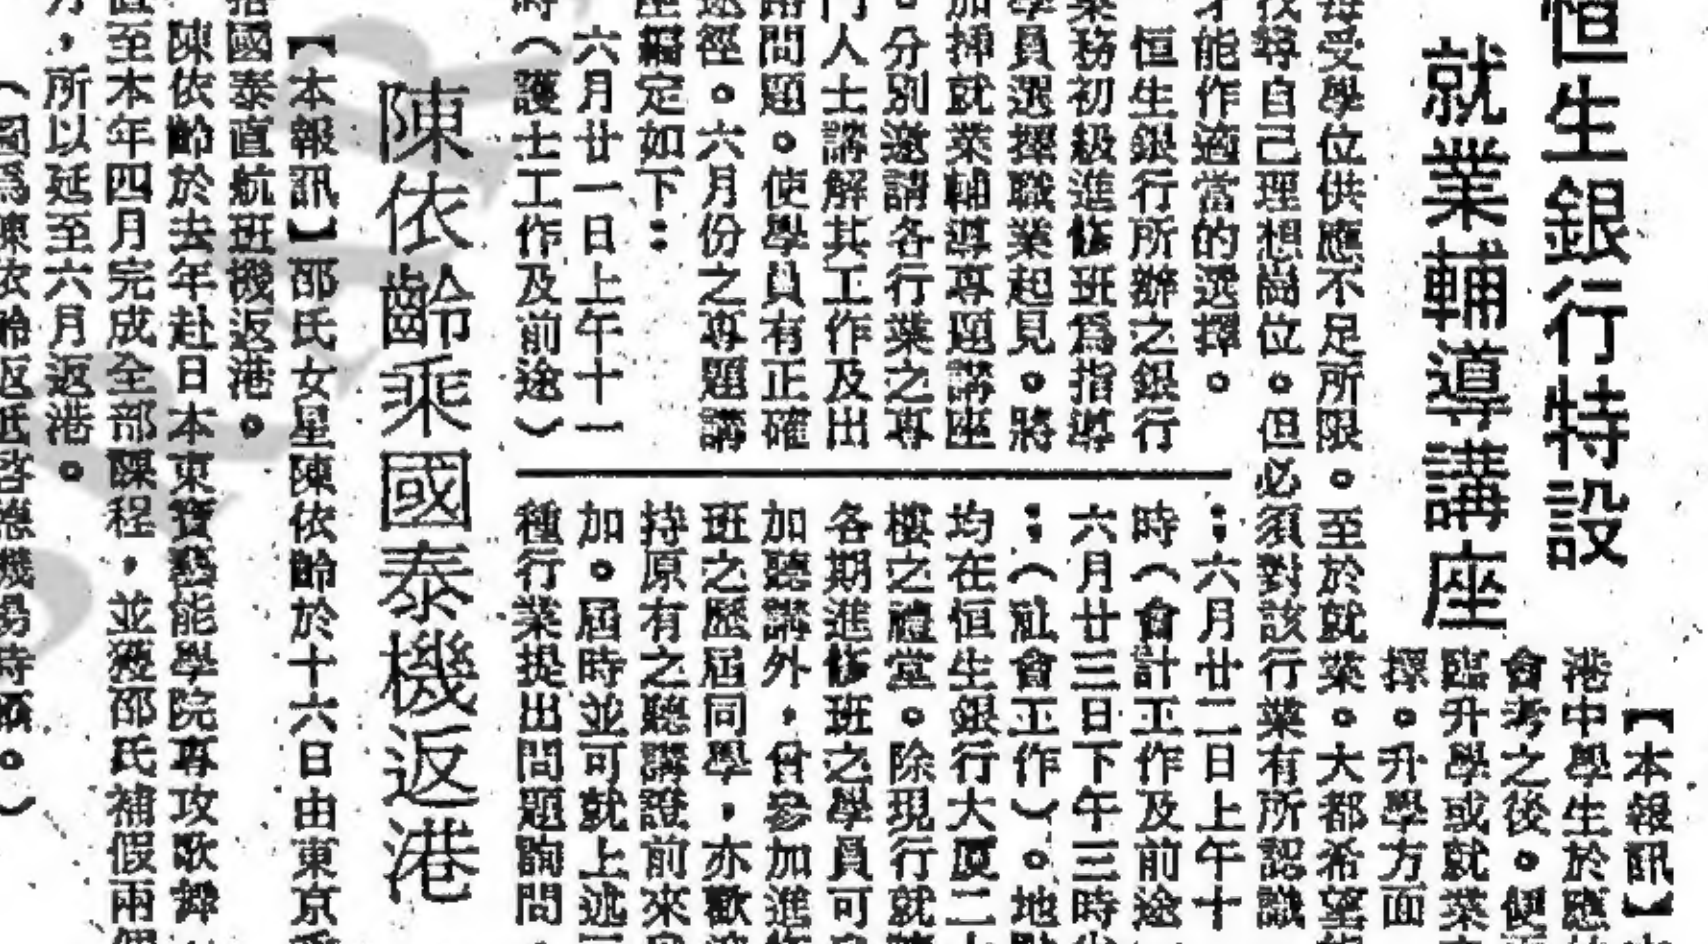 恒生銀行特設
就業輔導講座
【本報訊】
港中學生於應
會考之後。便
臨升學或就業
擇。升學方面
受學位供應不足所限。至於就業。大都希望
找尋自己理想崗位。但必須對該行業有所認識
才能作適當的選擇。
恒生銀行所辦之銀行
業務初級進修班為指導
學員選擇職業起見。將
加揷就業輔導專題講座
。分別邀請各行業之專
門人士講解其工作及出
路問題。使學員有正確
途徑。六月份之專題講
座編定如下：
六月廿一日上午十一
時（護士工作及前途）
：六月廿二日上午十
時（會計工作及前途
六月廿三日下午三時
：（社會工作）。地點
均在恒生銀行大厦二
樓之禮堂。除現行就
各期進修班之學員可
加聽講外，曾參加進修
班之歷屆同學，亦歡
持原有之聽講證前來
加。屆時並可就上述
種行業提出問題詢問
陳依齡乘國泰機返港
【本報訊】邵氏女星陳依齡於十六日由東京
搭國泰直航班機返港。
陳依齡於去年赴日本東寶藝能學院專攻歌舞
直至本年四月完成全部課程，並獲邵氏補假兩個
月，所以延至六月返港。
（圖為陳依齡返抵啓德機場時攝。）